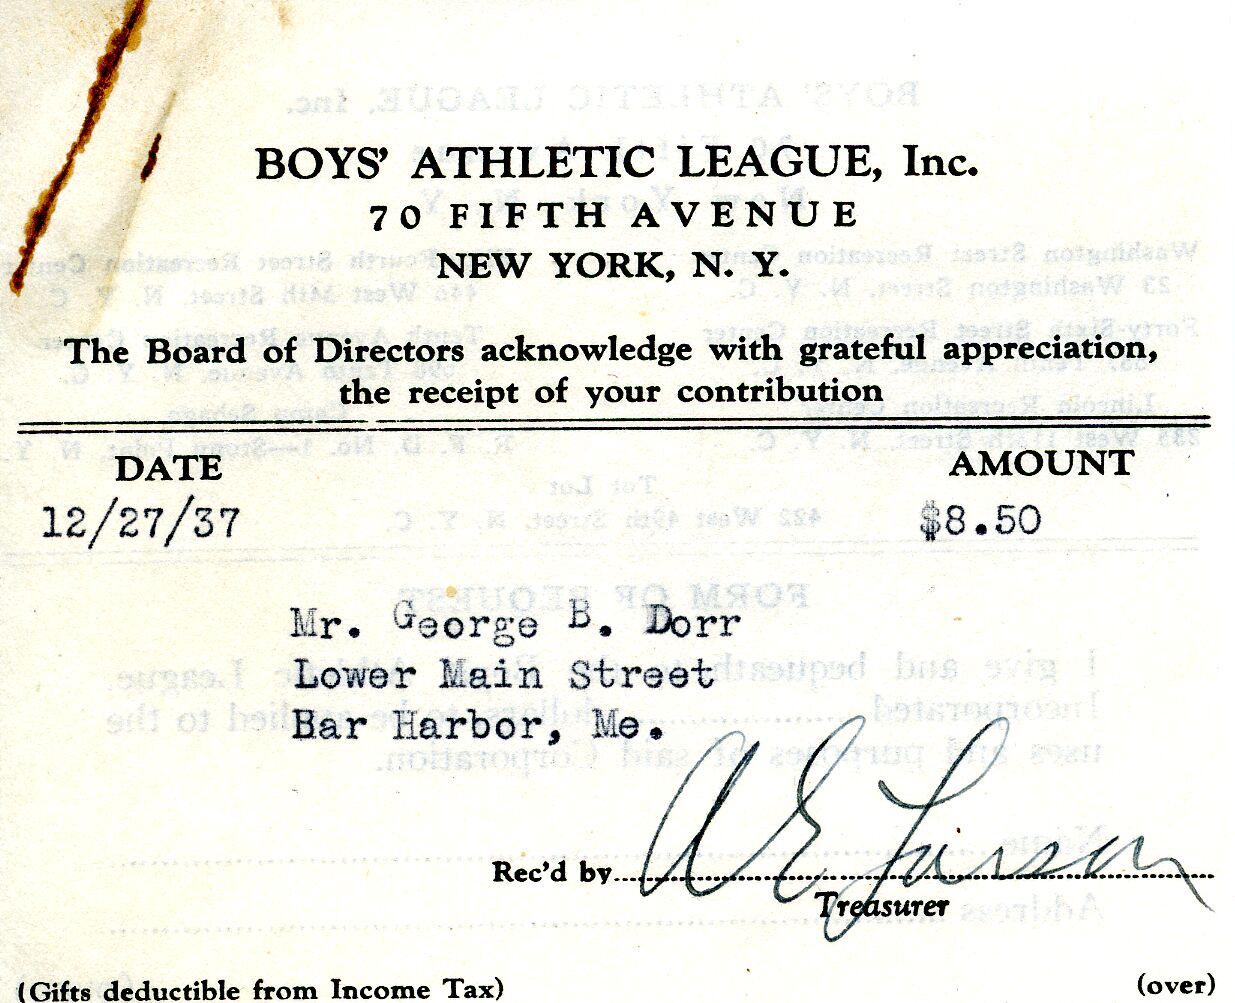 BOYS' ATHLETIC LEAGUE, Inc.
70 FIFTH AVENUE
NEW YORK, N. Y.
The Board of Directors acknowledge with grateful appreciation,
the receipt of your contribution
DATE AMOUNT
12/27/37 $8.50
Mr. George B. Dorr
Lower Main Street
Bar Harbor, Me.
Rec'd by A E Larson
Treasurer
(Gifts deductible from Income Tax) (over)